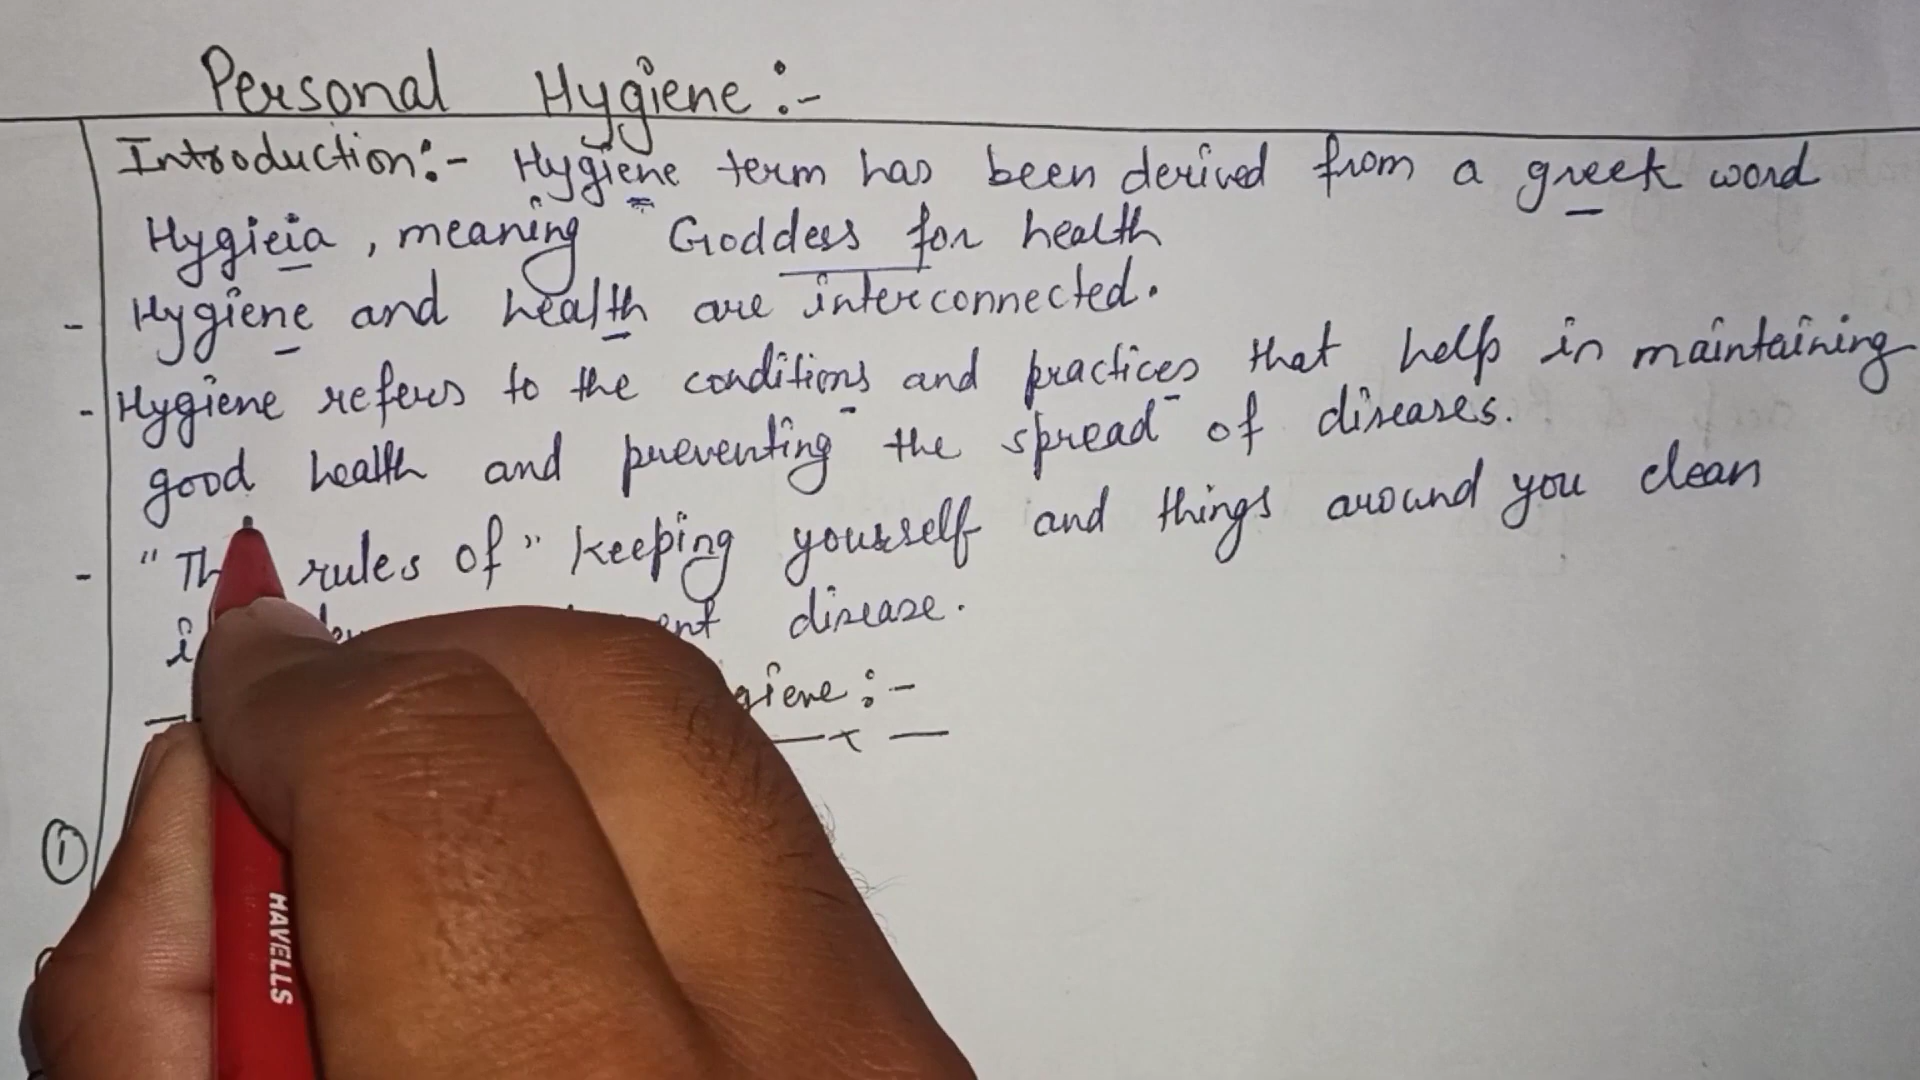 Personal Hygiene :-
Introduction:- Hygiene term has been derived from a greek word
Hygieia, meaning Goddess for health
- Hygiene and health are interconnected.
- Hygiene refers to the conditions and practices that help in maintaining
good health and preventing the spread of diseases.
- " rules of" keeping yourself and things around you clean
disease.
:-
①
HAVELLS